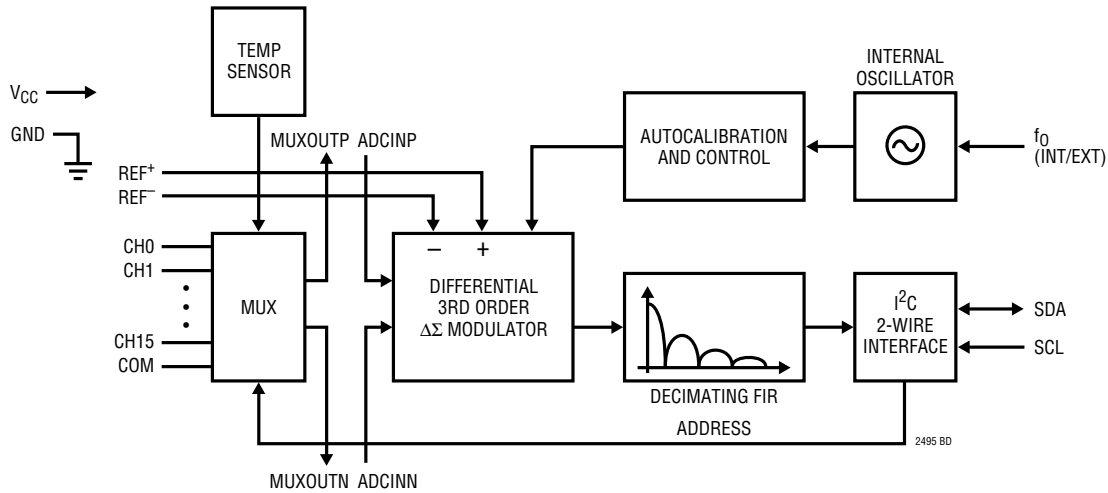 TEMP
SENSOR
INTERNAL
OSCILLATOR
VCC
GND
MUXOUTP ADCINP
AUTOCALIBRATION
AND CONTROL
fO
(INT/EXT)
REF+
REF–
CH0
CH1
CH15
COM
MUX
– +
DIFFERENTIAL
3RD ORDER
ΔΣ MODULATOR
DECIMATING FIR
I2C
2-WIRE
INTERFACE
SDA
SCL
ADDRESS
2495 BD
MUXOUTN ADCINN